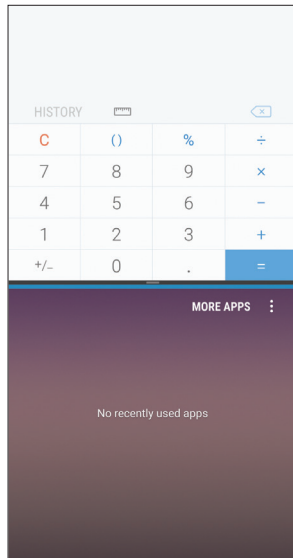 HISTORY
C () % ÷
7 8 9 ×
4 5 6 −
1 2 3 +
+/− 0 . =
MORE APPS
No recently used apps